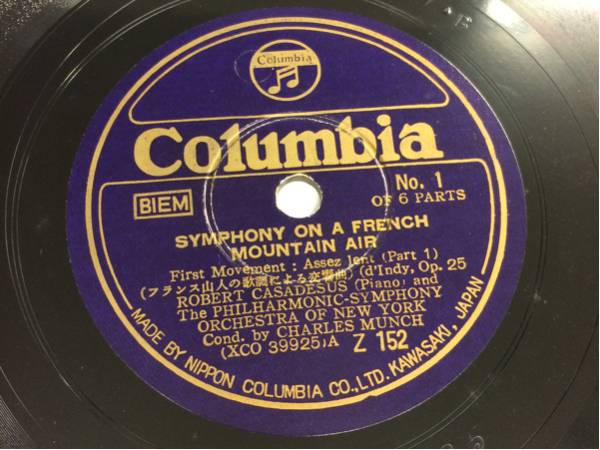 Columbia
Columbia
BIEM
No. 1
OF 6 PARTS
SYMPHONY ON A FRENCH
MOUNTAIN AIR
First Movement : Assez lent (Part 1)
(フランス山人の歌謡による交響曲) (d'Indy, Op. 25
ROBERT CASADESUS (Piano) and
The PHILHARMONIC-SYMPHONY
ORCHESTRA OF NEW YORK
Cond. by CHARLES MUNCH
(XCO 39925)A Z 152
MADE BY NIPPON COLUMBIA CO., LTD. KAWASAKI, JAPAN